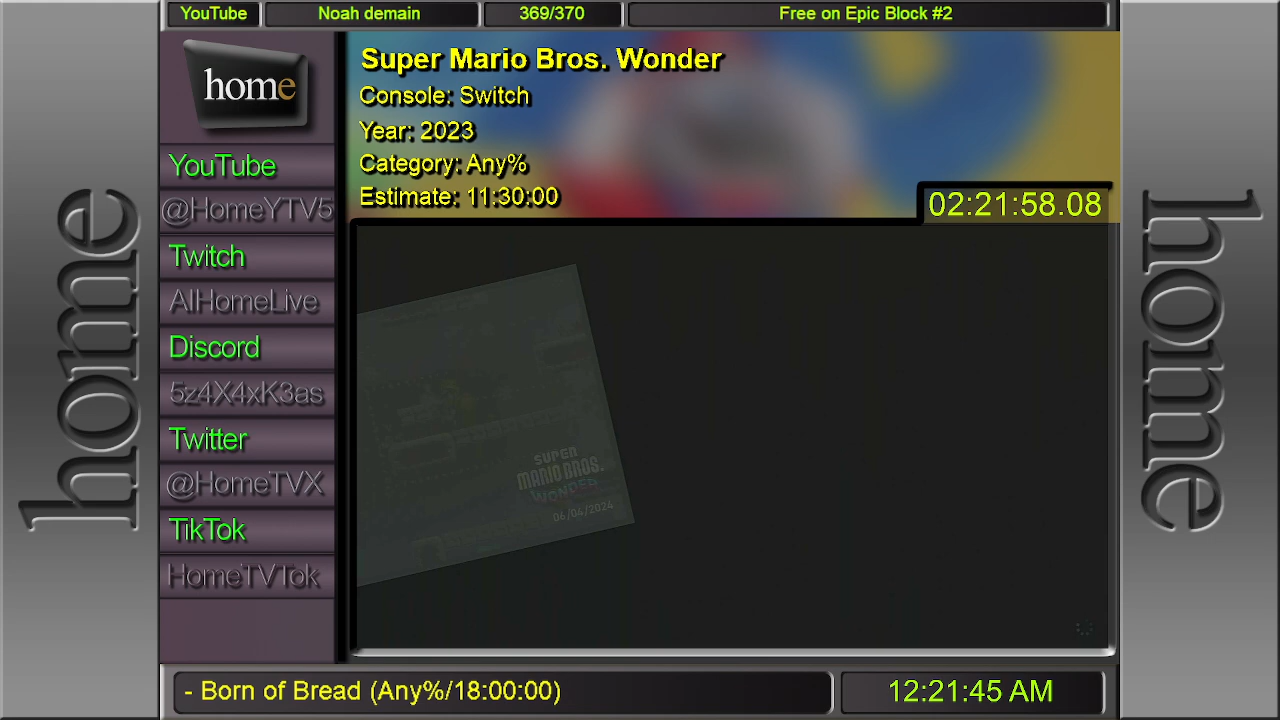 YouTube
Noah demain
369/370
Free on Epic Block #2
home
Super Mario Bros. Wonder
Console: Switch
Year: 2023
Category: Any%
Estimate: 11:30:00
02:21:58.08
YouTube
@HomeYTV5
Twitch
AIHomeLive
Discord
5z4X4xK3as
Twitter
@HomeTVX
TikTok
HomeTVTok
home
home
SUPER
MARIO BROS.
WONDER
06/04/2024
- Born of Bread (Any%/18:00:00)
12:21:45 AM